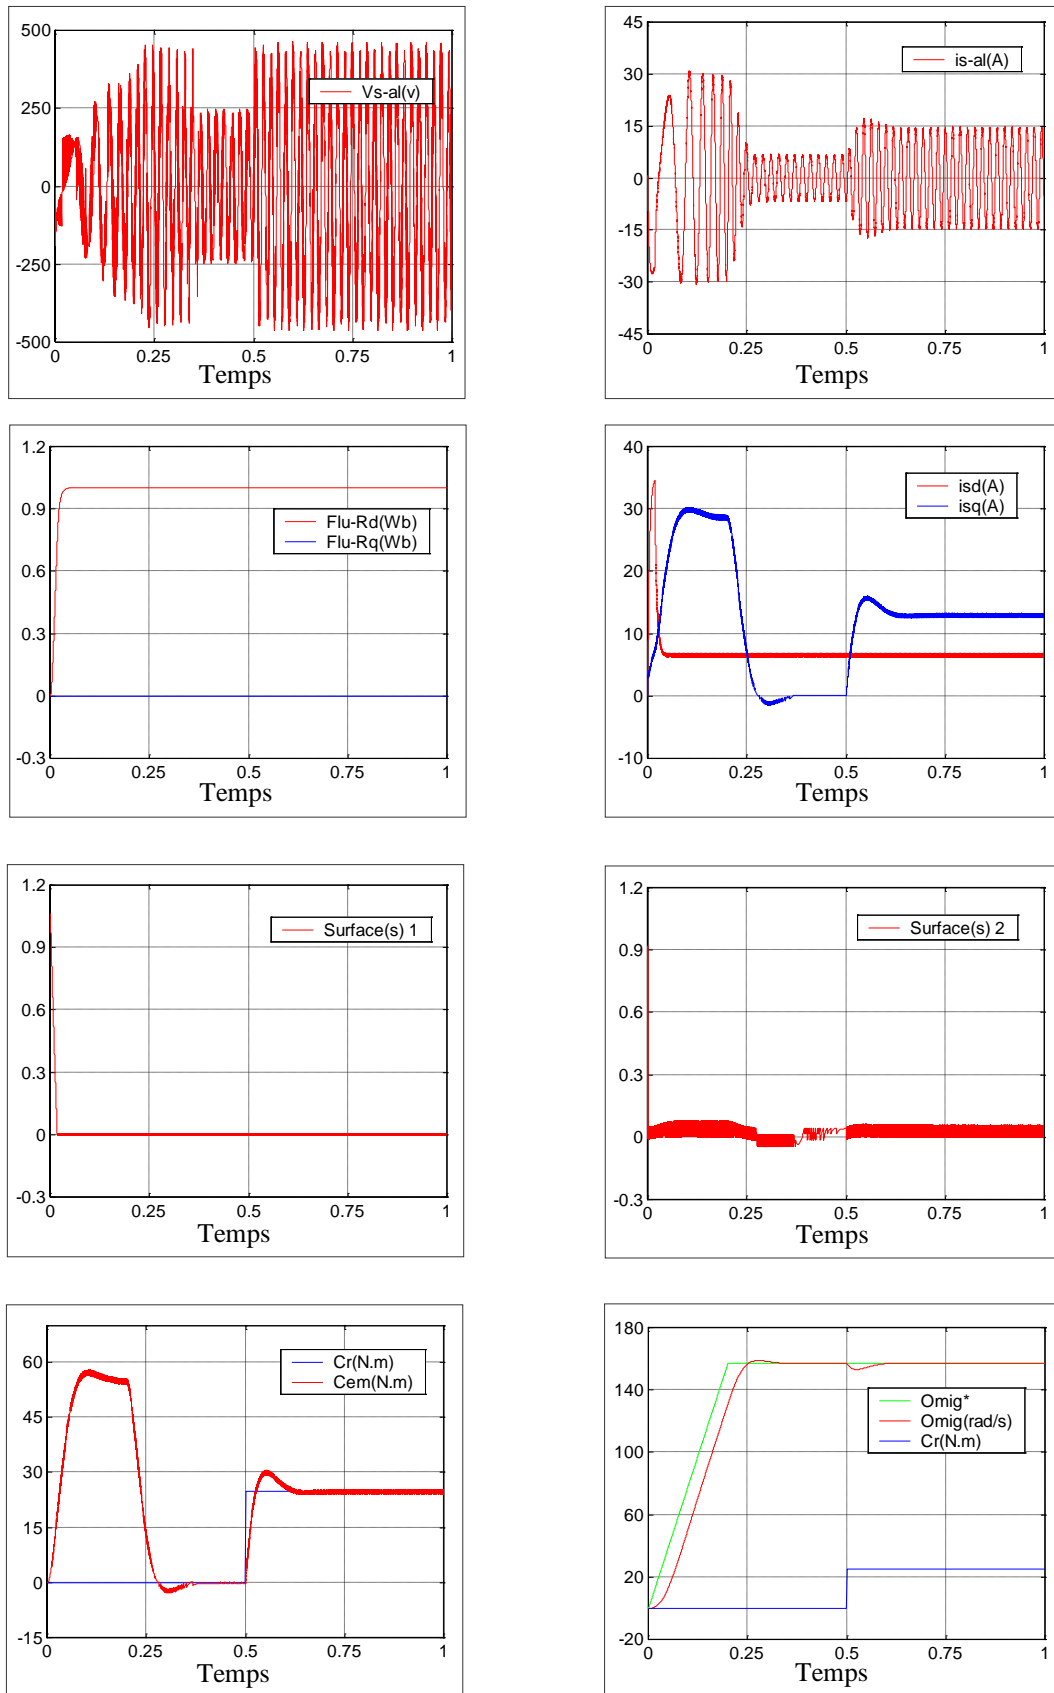 500
250
0
-250
-500
Vs-al(v)
0 0.25 0.5 0.75 1
Temps
45
30
15
0
-15
-30
-45
is-al(A)
0 0.25 0.5 0.75 1
Temps
1.2
0.9
0.6
0.3
0
-0.3
Flu-Rd(Wb)
Flu-Rq(Wb)
0 0.25 0.5 0.75 1
Temps
40
30
20
10
0
-10
isd(A)
isq(A)
0 0.25 0.5 0.75 1
Temps
1.2
0.9
0.6
0.3
0
-0.3
Surface(s) 1
0 0.25 0.5 0.75 1
Temps
1.2
0.9
0.6
0.3
0
-0.3
Surface(s) 2
0 0.25 0.5 0.75 1
Temps
60
45
30
15
0
-15
Cr(N.m)
Cem(N.m)
0 0.25 0.5 0.75 1
Temps
180
140
100
60
20
-20
Omig*
Omig(rad/s)
Cr(N.m)
0 0.25 0.5 0.75 1
Temps